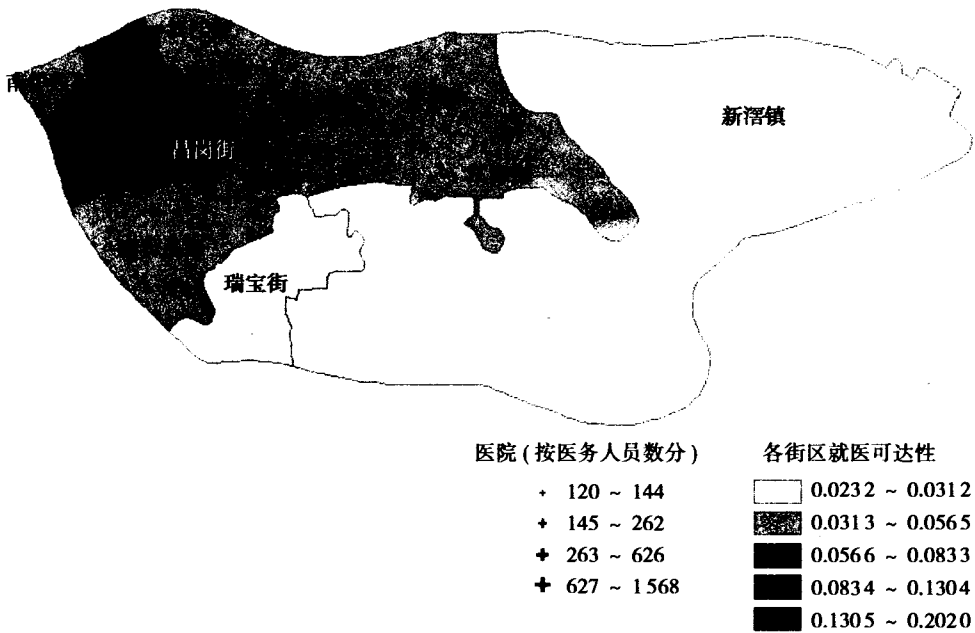 新滘镇
昌岗街
瑞宝街
医院 ( 按医务人员数分 )
120 ~ 144
145 ~ 262
263 ~ 626
627 ~ 1568
各街区就医可达性
0.0232 ~ 0.0312
0.0313 ~ 0.0565
0.0566 ~ 0.0833
0.0834 ~ 0.1304
0.1305 ~ 0.2020